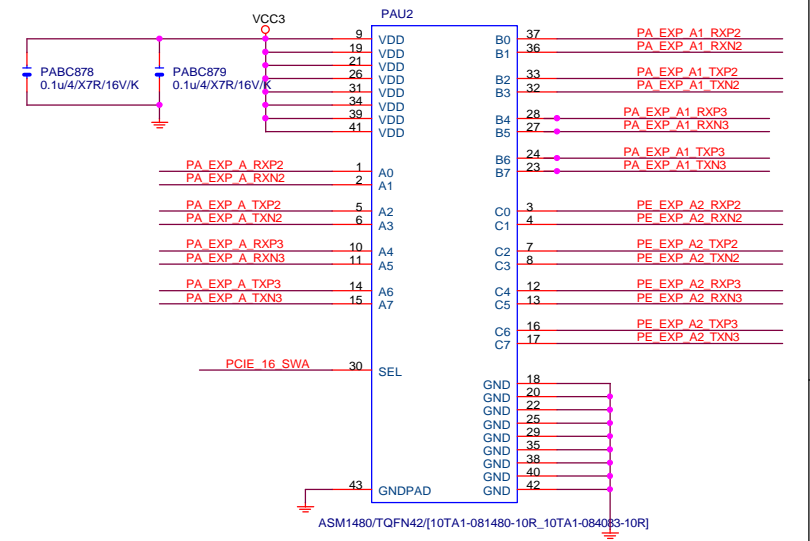 VCC3
PAU2
PABC878
0.1u/4/X7R/16V/K
PABC879
0.1u/4/X7R/16V/K
9 VDD
19 VDD
21 VDD
26 VDD
31 VDD
34 VDD
39 VDD
41 VDD
PA_EXP_A_RXP2 1 A0
PA_EXP_A_RXN2 2 A1
PA_EXP_A_TXP2 5 A2
PA_EXP_A_TXN2 6 A3
PA_EXP_A_RXP3 10 A4
PA_EXP_A_RXN3 11 A5
PA_EXP_A_TXP3 14 A6
PA_EXP_A_TXN3 15 A7
PCIE_16_SWA 30 SEL
43 GNDPAD
B0 37 PA_EXP_A1_RXP2
B1 36 PA_EXP_A1_RXN2
B2 33 PA_EXP_A1_TXP2
B3 32 PA_EXP_A1_TXN2
B4 28 PA_EXP_A1_RXP3
B5 27 PA_EXP_A1_RXN3
B6 24 PA_EXP_A1_TXP3
B7 23 PA_EXP_A1_TXN3
C0 3 PE_EXP_A2_RXP2
C1 4 PE_EXP_A2_RXN2
C2 7 PE_EXP_A2_TXP2
C3 8 PE_EXP_A2_TXN2
C4 12 PE_EXP_A2_RXP3
C5 13 PE_EXP_A2_RXN3
C6 16 PE_EXP_A2_TXP3
C7 17 PE_EXP_A2_TXN3
GND 18
GND 20
GND 22
GND 25
GND 29
GND 35
GND 38
GND 40
GND 42
ASM1480/TQFN42/[10TA1-081480-10R_10TA1-084083-10R]